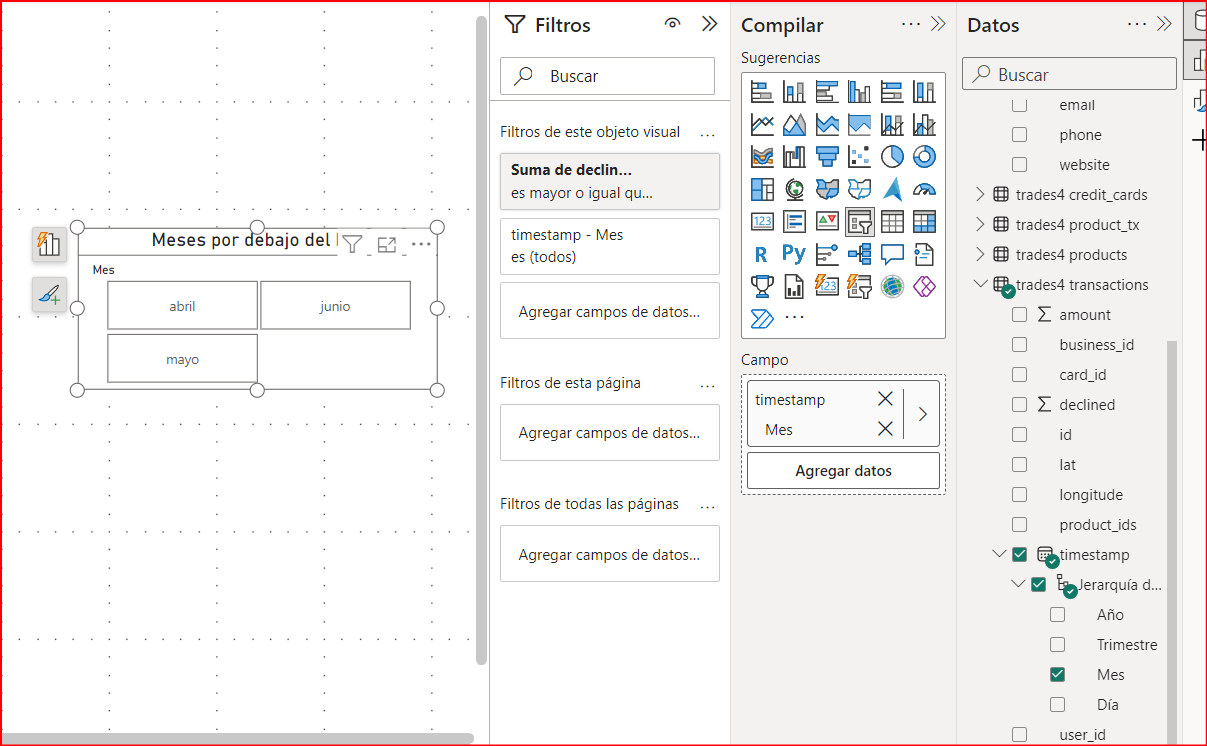 Meses por debajo del
Mes
abril
junio
mayo
Filtros
Buscar
Filtros de este objeto visual
...
Suma de declin...
es mayor o igual qu...
timestamp - Mes
es (todos)
Agregar campos de datos...
Filtros de esta página
...
Agregar campos de datos...
Filtros de todas las páginas
...
Agregar campos de datos...
Compilar
...
Sugerencias
123
R
Py
123
...
Campo
timestamp
Mes
Agregar datos
Datos
...
Buscar
email
phone
website
trades4 credit_cards
trades4 product_tx
trades4 products
trades4 transactions
amount
business_id
card_id
declined
id
lat
longitude
product_ids
timestamp
Jerarquía d...
Año
Trimestre
Mes
Día
user_id